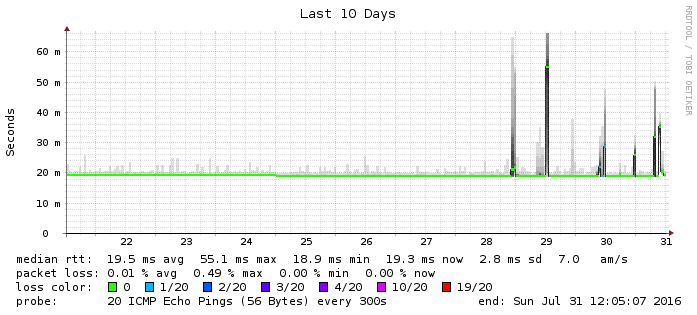 Last 10 Days
RRDTOOL / TOBI OETIKER
Seconds
60 m
50 m
40 m
30 m
20 m
10 m
0
22 23 24 25 26 27 28 29 30 31
median rtt: 19.5 ms avg 55.1 ms max 18.9 ms min 19.3 ms now 2.8 ms sd 7.0 am/s
packet loss: 0.01 % avg 0.49 % max 0.00 % min 0.00 % now
loss color: 0 1/20 2/20 3/20 4/20 10/20 19/20
probe: 20 ICMP Echo Pings (56 Bytes) every 300s end: Sun Jul 31 12:05:07 2016